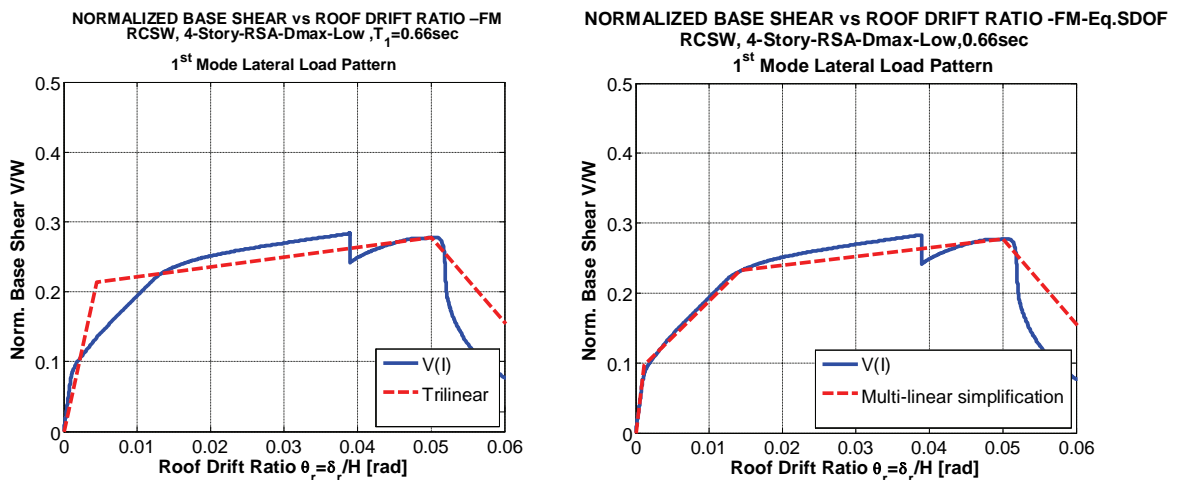 NORMALIZED BASE SHEAR vs ROOF DRIFT RATIO –FM
RCSW, 4-Story-RSA-Dmax-Low ,T1=0.66sec
1st Mode Lateral Load Pattern
Norm. Base Shear V/W
0.5
0.4
0.3
0.2
0.1
0
V(I)
Trilinear
0 0.01 0.02 0.03 0.04 0.05 0.06
Roof Drift Ratio θr=δr/H [rad]
NORMALIZED BASE SHEAR vs ROOF DRIFT RATIO -FM-Eq.SDOF
RCSW, 4-Story-RSA-Dmax-Low,0.66sec
1st Mode Lateral Load Pattern
Norm. Base Shear V/W
0.5
0.4
0.3
0.2
0.1
0
V(I)
Multi-linear simplification
0 0.01 0.02 0.03 0.04 0.05 0.06
Roof Drift Ratio θr=δr/H [rad]